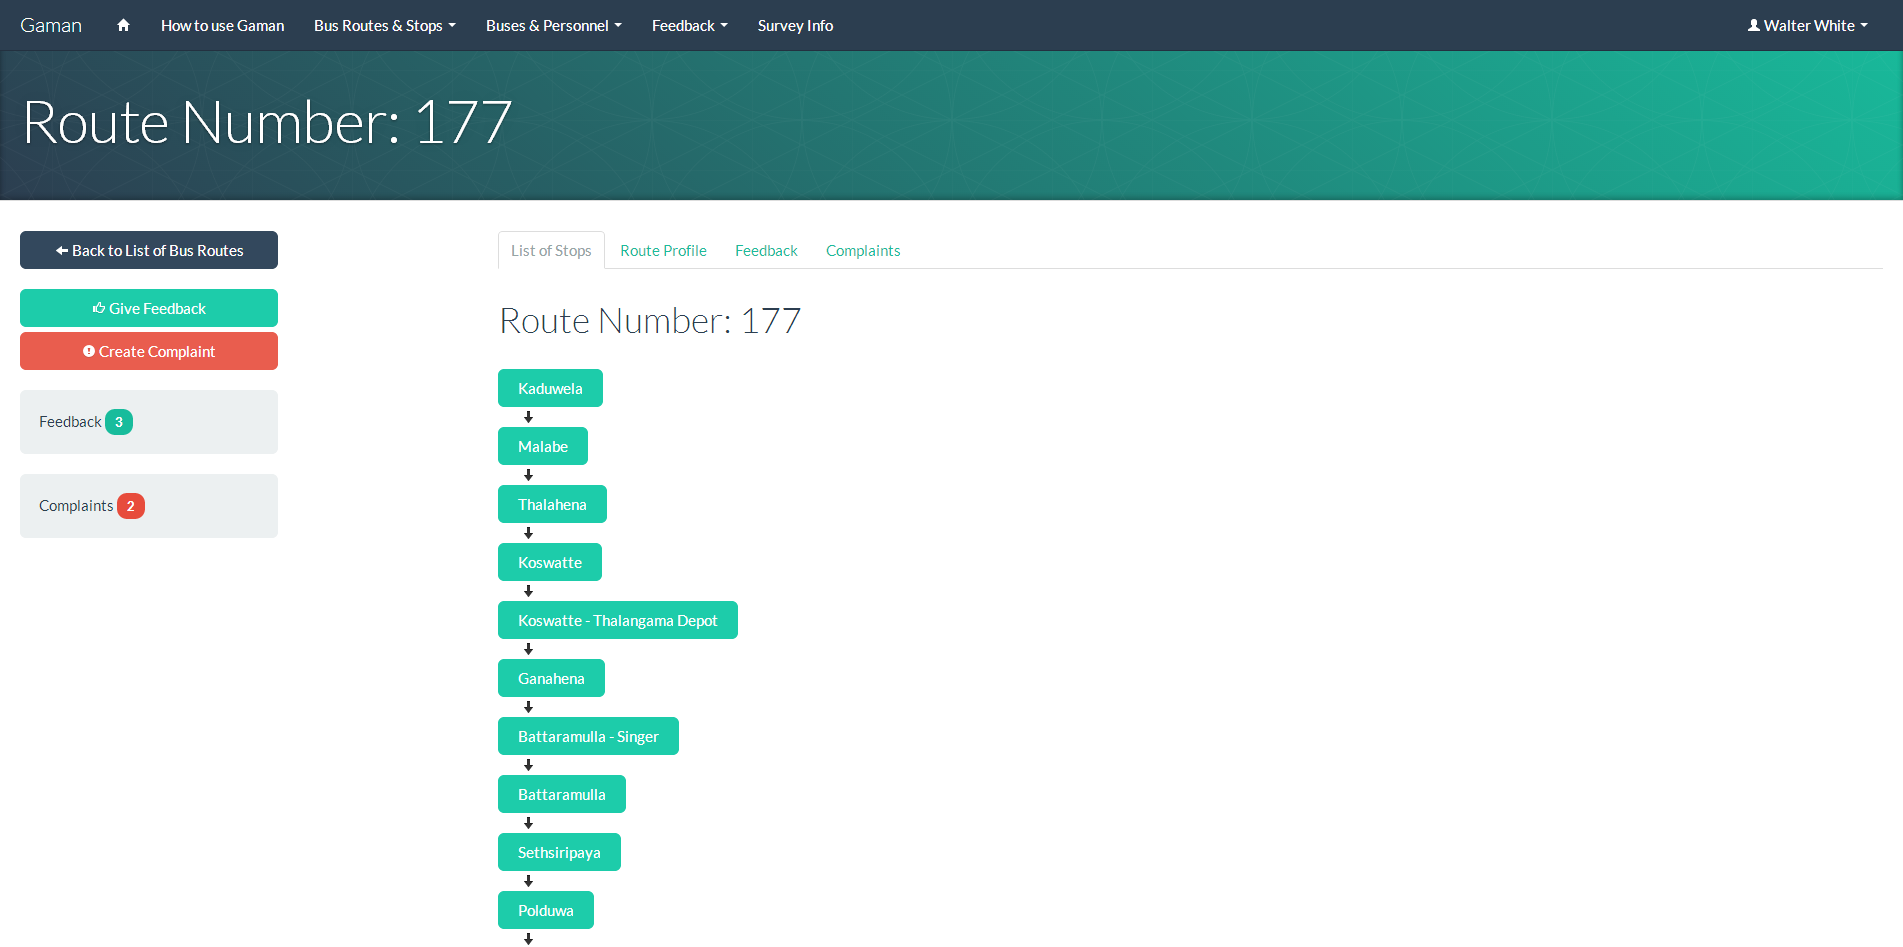 Gaman How to use Gaman Bus Routes & Stops Buses & Personnel Feedback Survey Info Walter White
Route Number: 177
Back to List of Bus Routes
Give Feedback
Create Complaint
Feedback 3
Complaints 2
List of Stops Route Profile Feedback Complaints
Route Number: 177
Kaduwela
Malabe
Thalahena
Koswatte
Koswatte - Thalangama Depot
Ganahena
Battaramulla - Singer
Battaramulla
Sethsiripaya
Polduwa